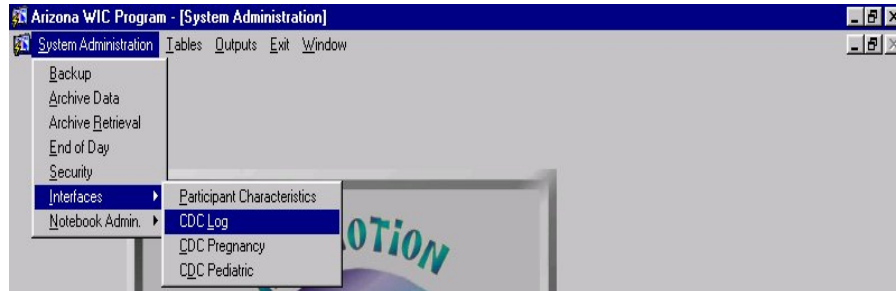 Arizona WIC Program - [System Administration]
System Administration Tables Outputs Exit Window
Backup
Archive Data
Archive Retrieval
End of Day
Security
Interfaces
Notebook Admin.
Participant Characteristics
CDC Log
CDC Pregnancy
CDC Pediatric